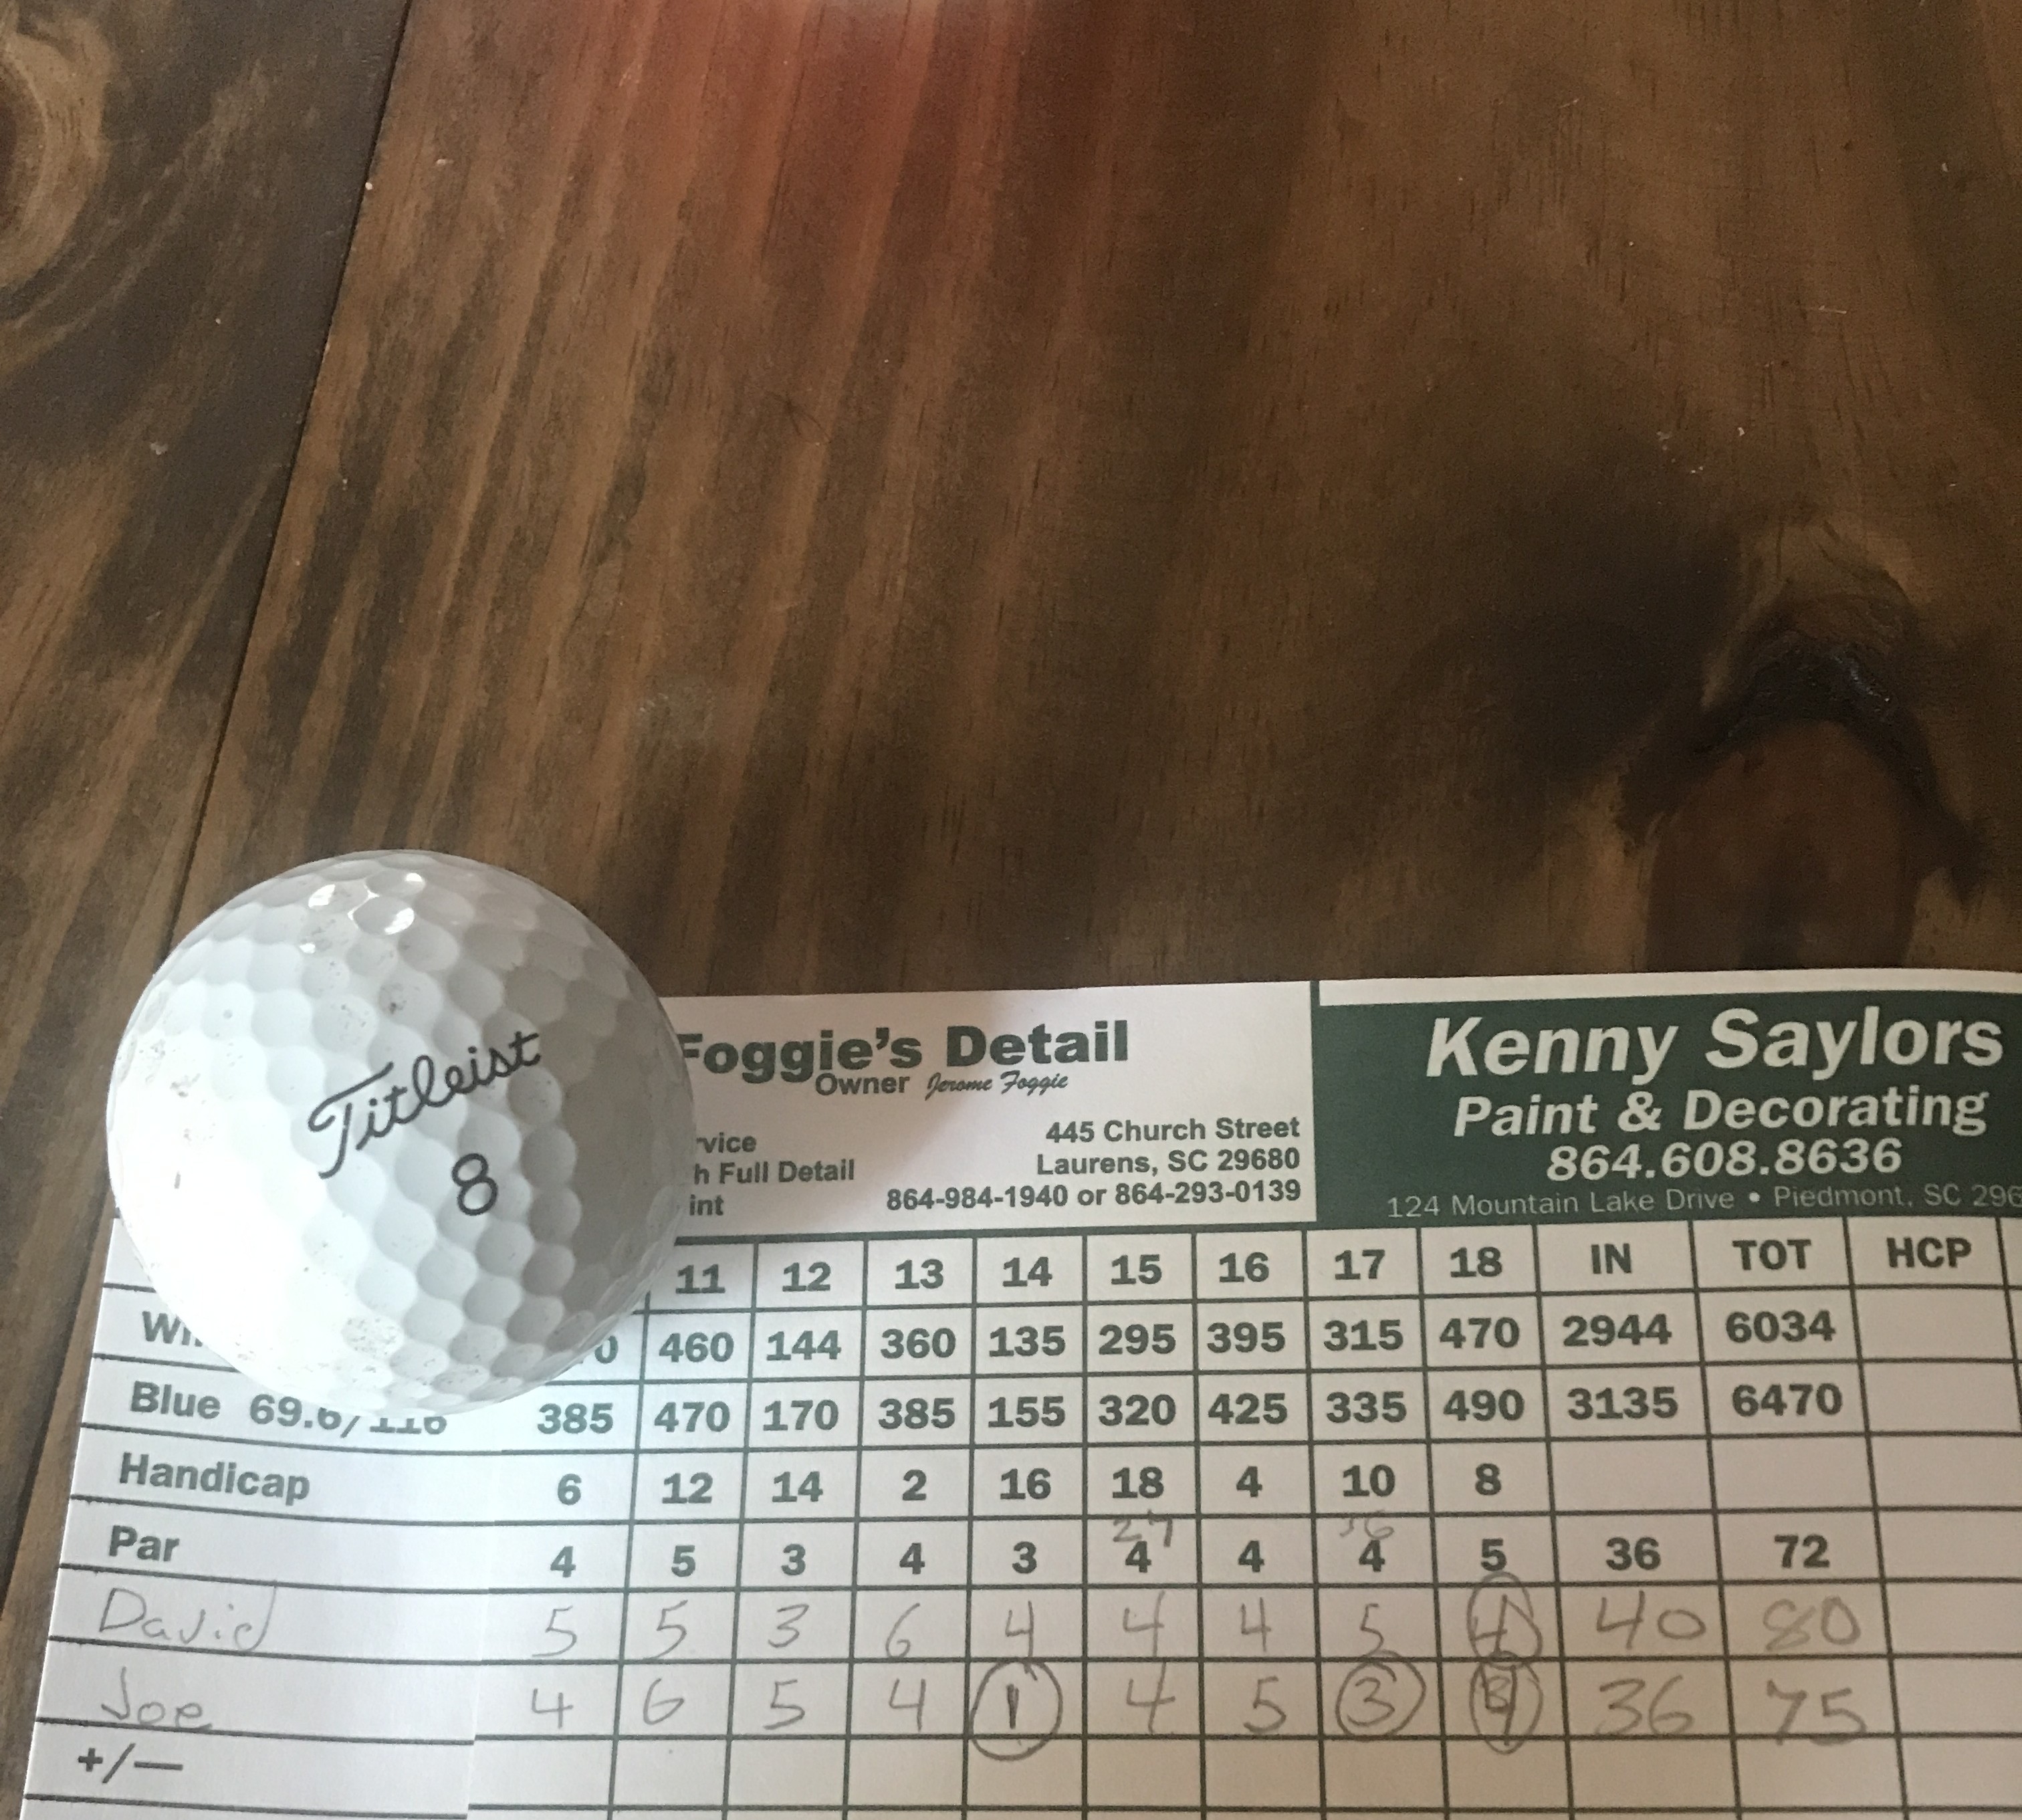 Titleist
8
Foggie's Detail
Owner Jerome Foggie
rvice
h Full Detail
int
445 Church Street
Laurens, SC 29680
864-984-1940 or 864-293-0139
Kenny Saylors
Paint & Decorating
864.608.8636
124 Mountain Lake Drive • Piedmont, SC 296
11 12 13 14 15 16 17 18 IN TOT HCP
0 460 144 360 135 295 395 315 470 2944 6034
Blue 69.6/116 385 470 170 385 155 320 425 335 490 3135 6470
Handicap 6 12 14 2 16 18 4 10 8
27 36
Par 4 5 3 4 3 4 4 4 5 36 72
David 5 5 3 6 4 4 4 5 4 40 80
Joe 4 6 5 4 1 4 5 3 4 36 75
+/—